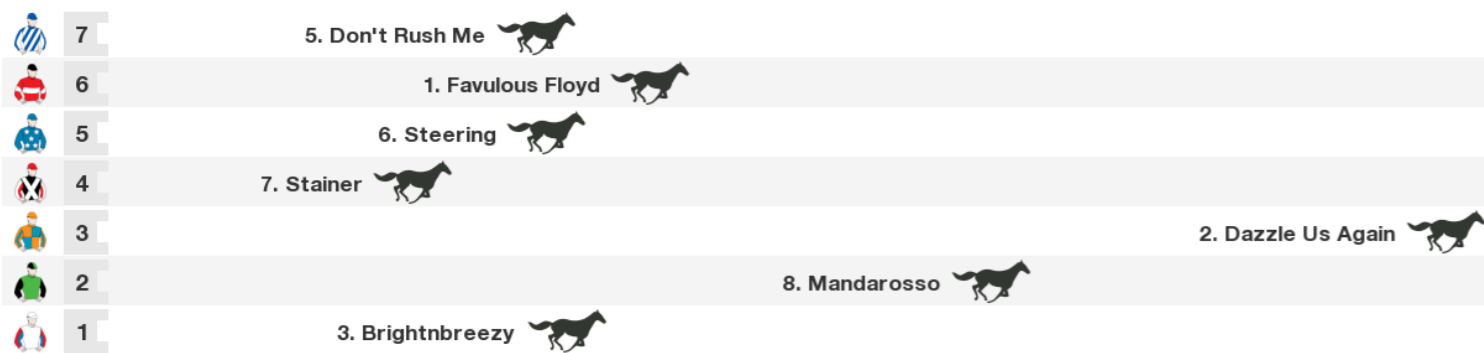 7 5. Don't Rush Me
6 1. Favulous Floyd
5 6. Steering
4 7. Stainer
3 2. Dazzle Us Again
2 8. Mandarosso
1 3. Brightnbreezy